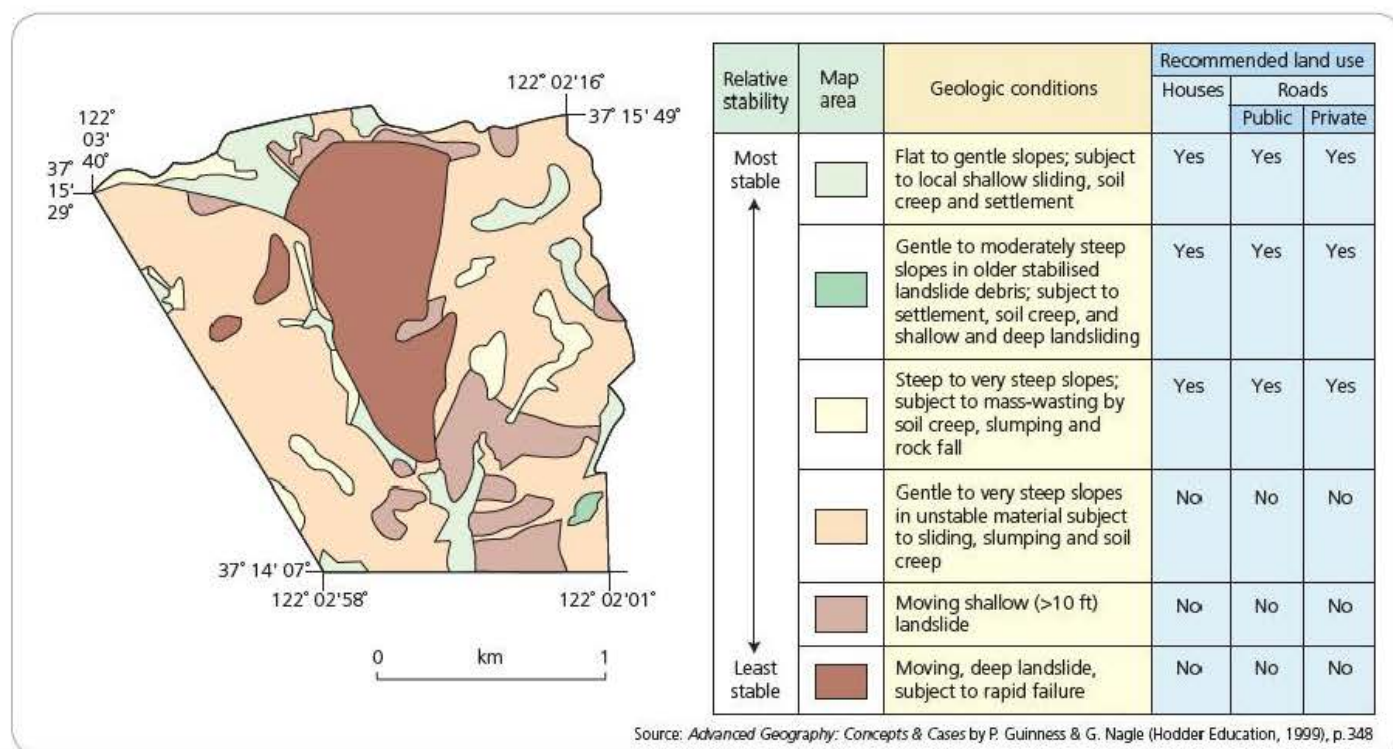 122° 02'16"
37° 15' 49"
122°
03'
40"
37°
15'
29"
37° 14' 07"
122° 02'58"
122° 02'01"
0 km 1
Relative stability
Map area
Geologic conditions
Recommended land use
Houses
Roads
Public
Private
Most stable
Flat to gentle slopes; subject
to local shallow sliding, soil
creep and settlement
Yes Yes Yes
Gentle to moderately steep
slopes in older stabilised
landslide debris; subject to
settlement, soil creep, and
shallow and deep landsliding
Yes Yes Yes
Steep to very steep slopes;
subject to mass-wasting by
soil creep, slumping and
rock fall
Yes Yes Yes
Gentle to very steep slopes
in unstable material subject
to sliding, slumping and soil
creep
No No No
Moving shallow (>10 ft)
landslide
No No No
Least stable
Moving, deep landslide,
subject to rapid failure
No No No
Source: Advanced Geography: Concepts & Cases by P. Guinness & G. Nagle (Hodder Education, 1999), p.348